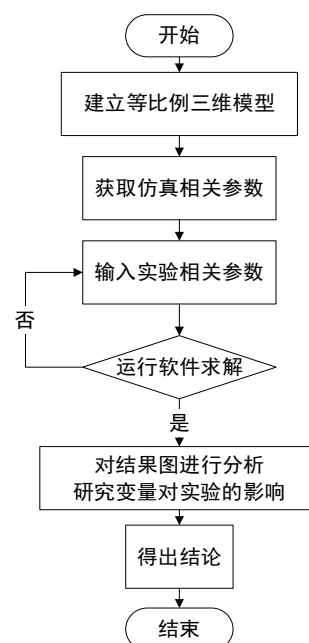 开始
建立等比例三维模型
获取仿真相关参数
输入实验相关参数
否
运行软件求解
是
对结果图进行分析
研究变量对实验的影响
得出结论
结束